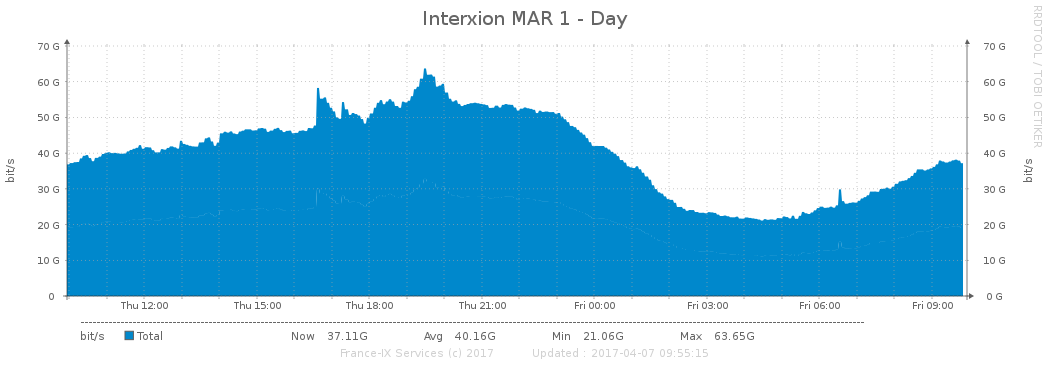 Interxion MAR 1 - Day
RRDTOOL / TOBI OETIKER
70 G 70 G
60 G 60 G
50 G 50 G
40 G 40 G
30 G 30 G
20 G 20 G
10 G 10 G
0 0 G
bit/s bit/s
Thu 12:00 Thu 15:00 Thu 18:00 Thu 21:00 Fri 00:00 Fri 03:00 Fri 06:00 Fri 09:00
bit/s Total Now 37.11G Avg 40.16G Min 21.06G Max 63.65G
France-IX Services (c) 2017 Updated : 2017-04-07 09:55:15